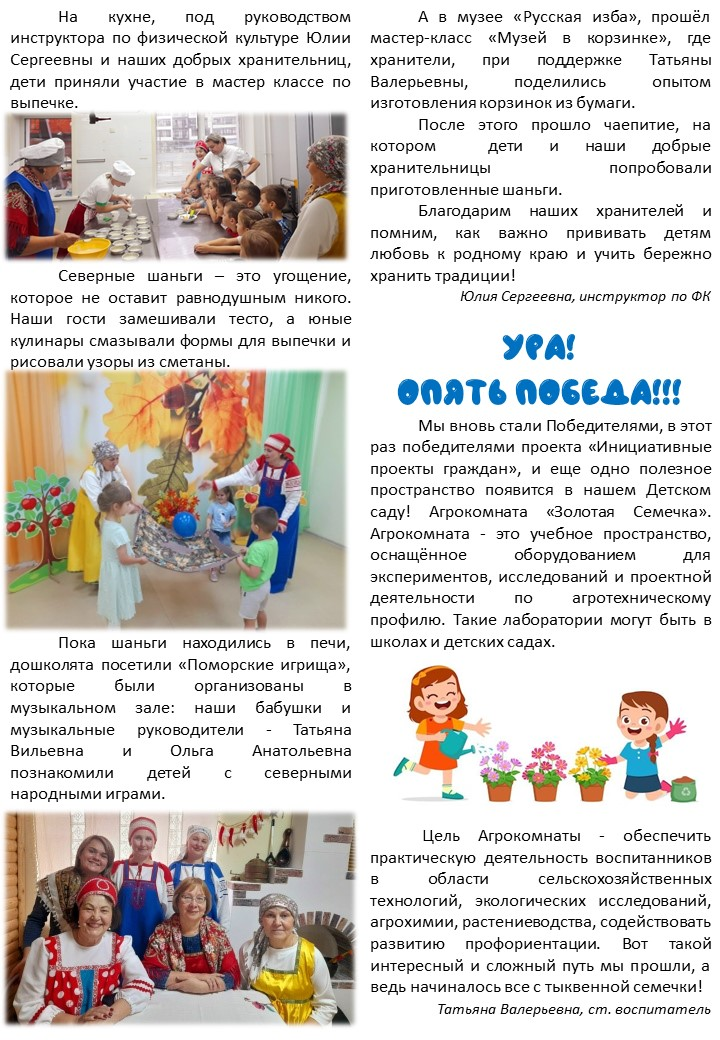 На кухне, под руководством
инструктора по физической культуре Юлии
Сергеевны и наших добрых хранительниц,
дети приняли участие в мастер классе по
выпечке.
Северные шаньги – это угощение,
которое не оставит равнодушным никого.
Наши гости замешивали тесто, а юные
кулинары смазывали формы для выпечки и
рисовали узоры из сметаны.
Пока шаньги находились в печи,
дошколята посетили «Поморские игрища»,
которые были организованы в
музыкальном зале: наши бабушки и
музыкальные руководители - Татьяна
Вильевна и Ольга Анатольевна
познакомили детей с северными
народными играми.
А в музее «Русская изба», прошёл
мастер-класс «Музей в корзинке», где
хранители, при поддержке Татьяны
Валерьевны, поделились опытом
изготовления корзинок из бумаги.
После этого прошло чаепитие, на
котором дети и наши добрые
хранительницы попробовали
приготовленные шаньги.
Благодарим наших хранителей и
помним, как важно прививать детям
любовь к родному краю и учить бережно
хранить традиции!
Юлия Сергеевна, инструктор по ФК
УРА!
ОПЯТЬ ПОБЕДА!!!
Мы вновь стали Победителями, в этот
раз победителями проекта «Инициативные
проекты граждан», и еще одно полезное
пространство появится в нашем Детском
саду! Агрокомната «Золотая Семечка».
Агрокомната - это учебное пространство,
оснащённое оборудованием для
экспериментов, исследований и проектной
деятельности по агротехническому
профилю. Такие лаборатории могут быть в
школах и детских садах.
Цель Агрокомнаты - обеспечить
практическую деятельность воспитанников
в области сельскохозяйственных
технологий, экологических исследований,
агрохимии, растениеводства, содействовать
развитию профориентации. Вот такой
интересный и сложный путь мы прошли, а
ведь начиналось все с тыквенной семечки!
Татьяна Валерьевна, ст. воспитатель